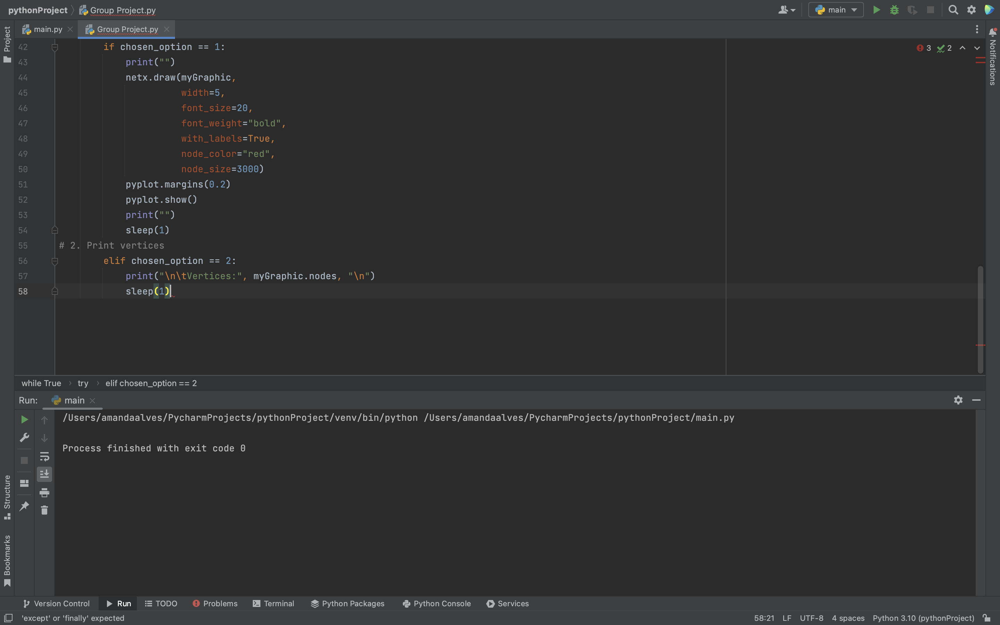 pythonProject Group Project.py main
main.py Group Project.py
Project
Notifications
3 2
42 if chosen_option == 1:
43 print("")
44 netx.draw(myGraphic,
45 width=5,
46 font_size=20,
47 font_weight="bold",
48 with_labels=True,
49 node_color="red",
50 node_size=3000)
51 pyplot.margins(0.2)
52 pyplot.show()
53 print("")
54 sleep(1)
55 # 2. Print vertices
56 elif chosen_option == 2:
57 print("\n\tVertices:", myGraphic.nodes, "\n")
58 sleep(1)
while True › try › elif chosen_option == 2
Run: main
/Users/amandaalves/PycharmProjects/pythonProject/venv/bin/python /Users/amandaalves/PycharmProjects/pythonProject/main.py
Process finished with exit code 0
Structure
Bookmarks
Version Control Run TODO Problems Terminal Python Packages Python Console Services
'except' or 'finally' expected 58:21 LF UTF-8 4 spaces Python 3.10 (pythonProject)